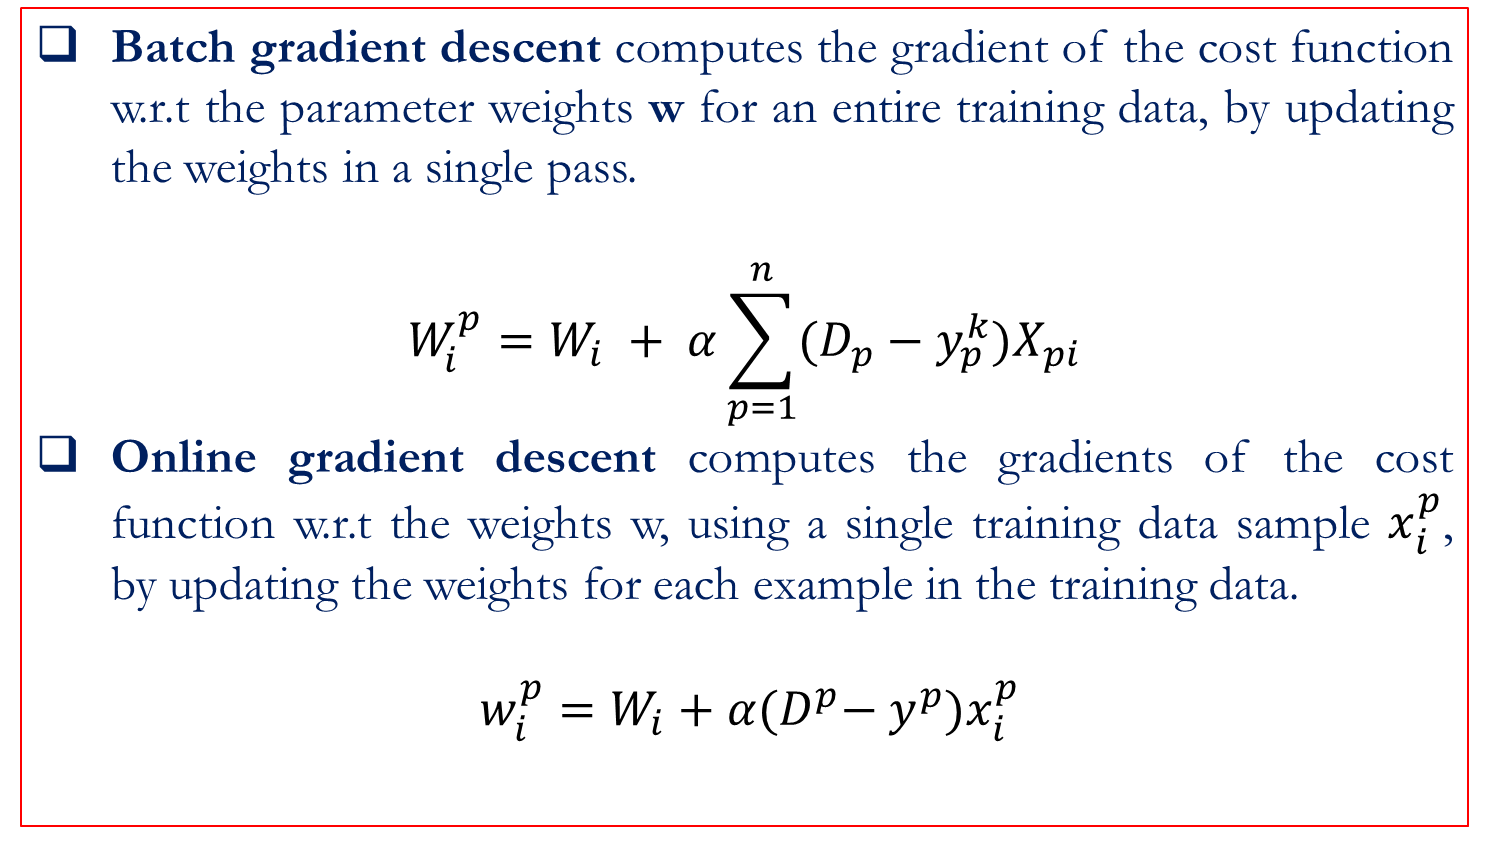 ❑ Batch gradient descent computes the gradient of the cost function
w.r.t the parameter weights w for an entire training data, by updating
the weights in a single pass.
$W_i^p = W_i + \alpha \sum_{p=1}^{n} (D_p - y_p^k) X_{pi}$
❑ Online gradient descent computes the gradients of the cost
function w.r.t the weights w, using a single training data sample $x_i^p$,
by updating the weights for each example in the training data.
$w_i^p = W_i + \alpha (D^p - y^p) x_i^p$